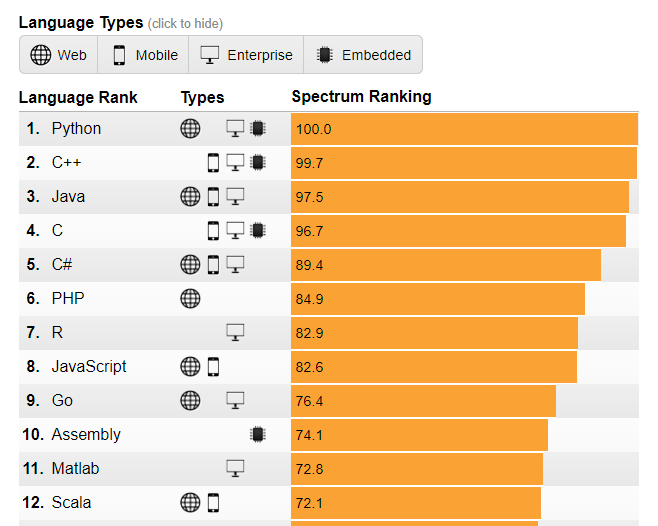 Language Types (click to hide)
Web Mobile Enterprise Embedded
Language Rank Types Spectrum Ranking
1. Python 100.0
2. C++ 99.7
3. Java 97.5
4. C 96.7
5. C# 89.4
6. PHP 84.9
7. R 82.9
8. JavaScript 82.6
9. Go 76.4
10. Assembly 74.1
11. Matlab 72.8
12. Scala 72.1